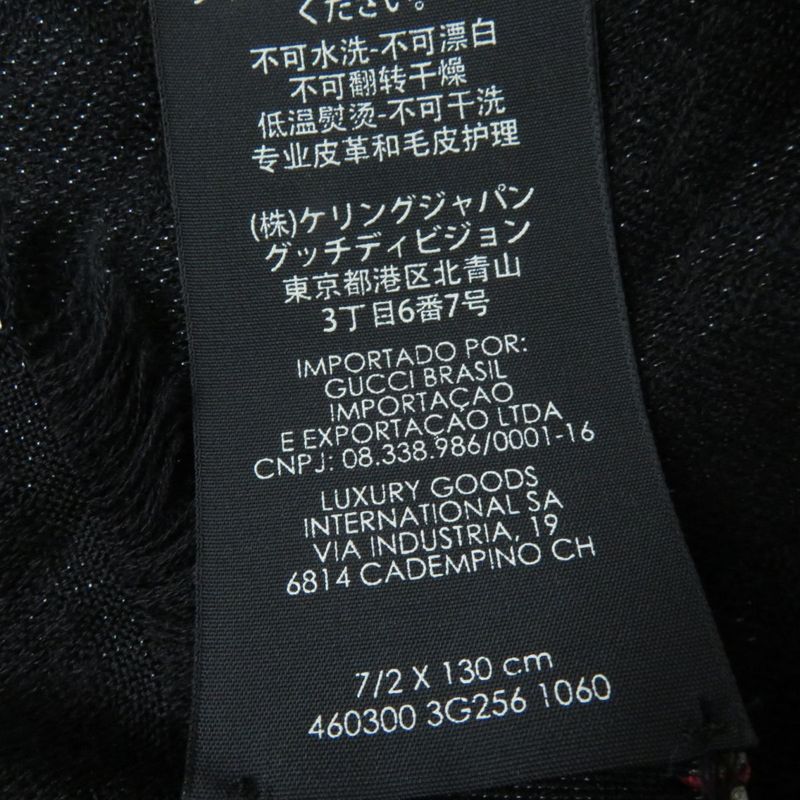 ください。
不可水洗-不可漂白
不可翻转干燥
低温熨烫-不可干洗
专业皮革和毛皮护理
(株)ケリングジャパン
グッチディビジョン
東京都港区北青山
3丁目6番7号
IMPORTADO POR:
GUCCI BRASIL
IMPORTAÇAO
E EXPORTAÇAO LTDA
CNPJ: 08.338.986/0001-16
LUXURY GOODS
INTERNATIONAL SA
VIA INDUSTRIA, 19
6814 CADEMPINO CH
7/2 X 130 cm
460300 3G256 1060